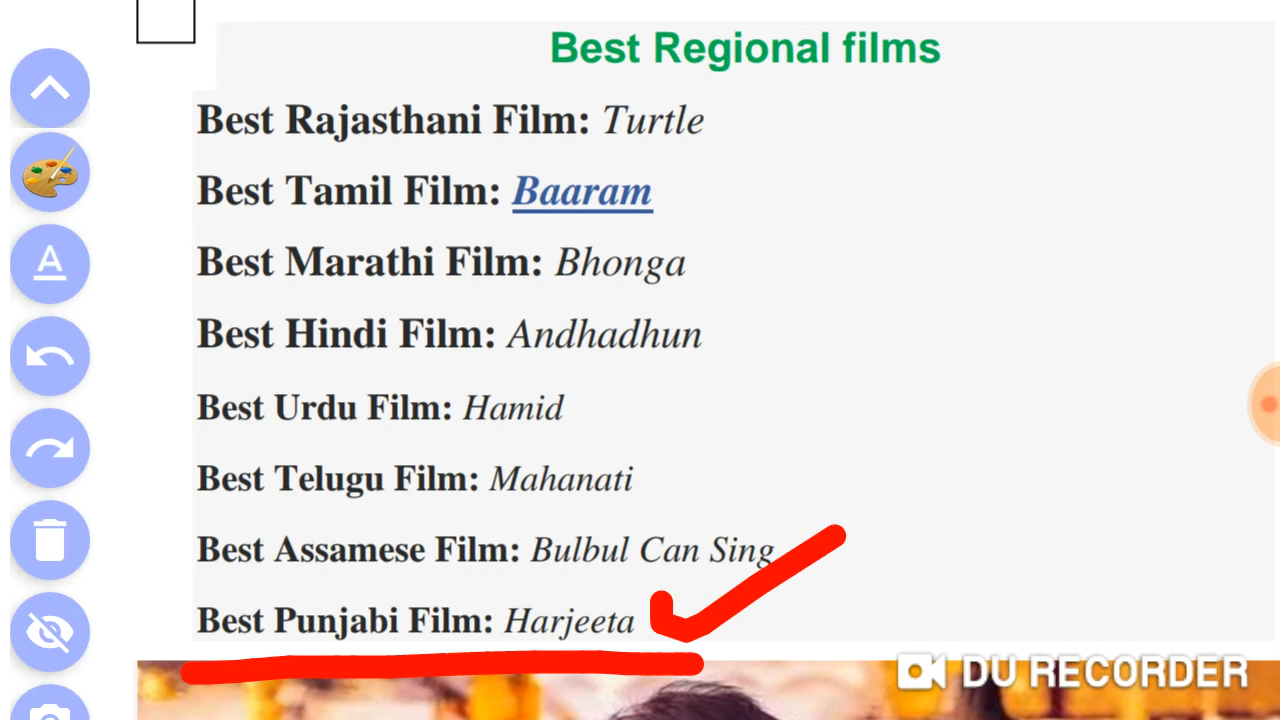 Best Regional films
Best Rajasthani Film: Turtle
Best Tamil Film: Baaram
Best Marathi Film: Bhonga
Best Hindi Film: Andhadhun
Best Urdu Film: Hamid
Best Telugu Film: Mahanati
Best Assamese Film: Bulbul Can Sing
Best Punjabi Film: Harjeeta
DU RECORDER
A